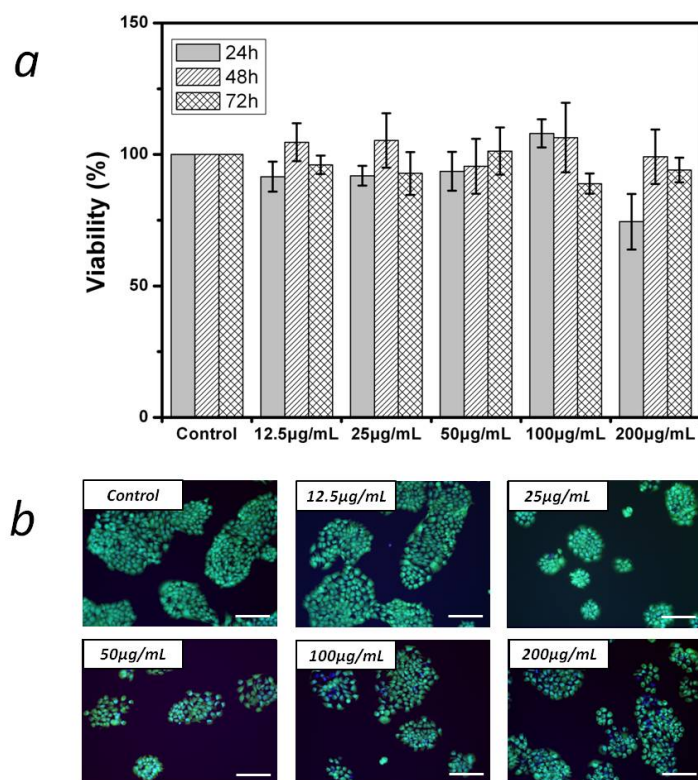 a
Viability (%)
150
100
50
0
24h
48h
72h
Control 12.5µg/mL 25µg/mL 50µg/mL 100µg/mL 200µg/mL
b
Control
12.5µg/mL
25µg/mL
50µg/mL
100µg/mL
200µg/mL